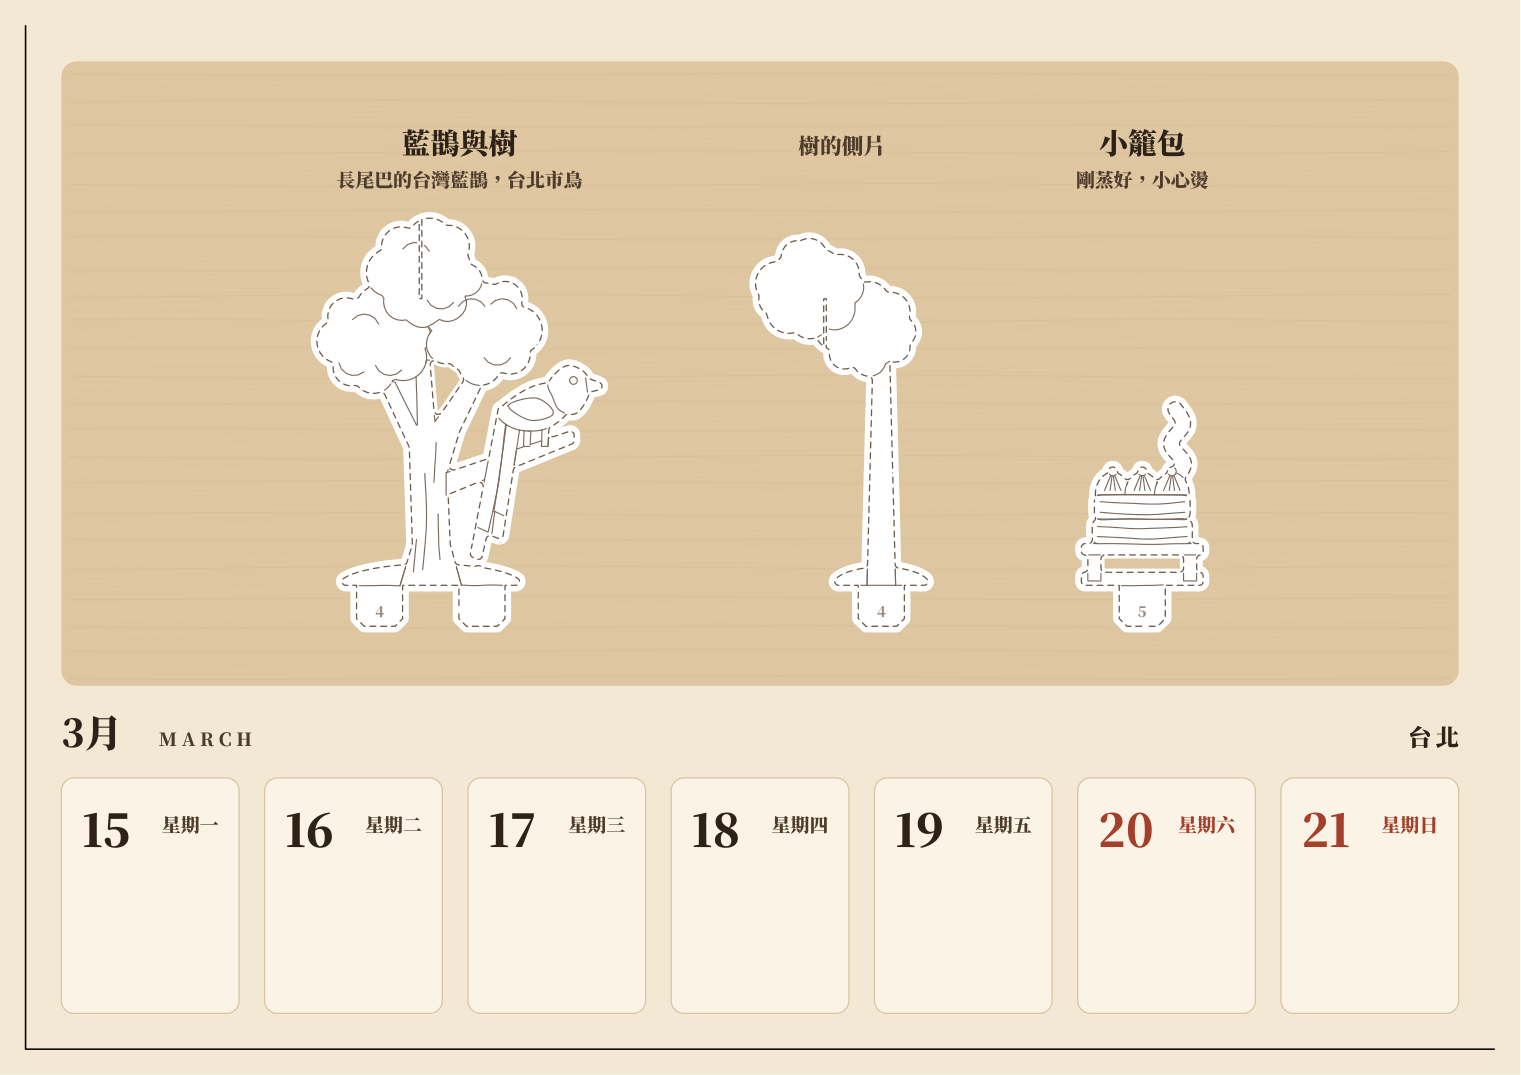 藍鵲與樹
長尾巴的台灣藍鵲，台北市鳥
樹的側片
小籠包
剛蒸好，小心燙
4
4
5
3月 MARCH
台北
15 星期一
16 星期二
17 星期三
18 星期四
19 星期五
20 星期六
21 星期日